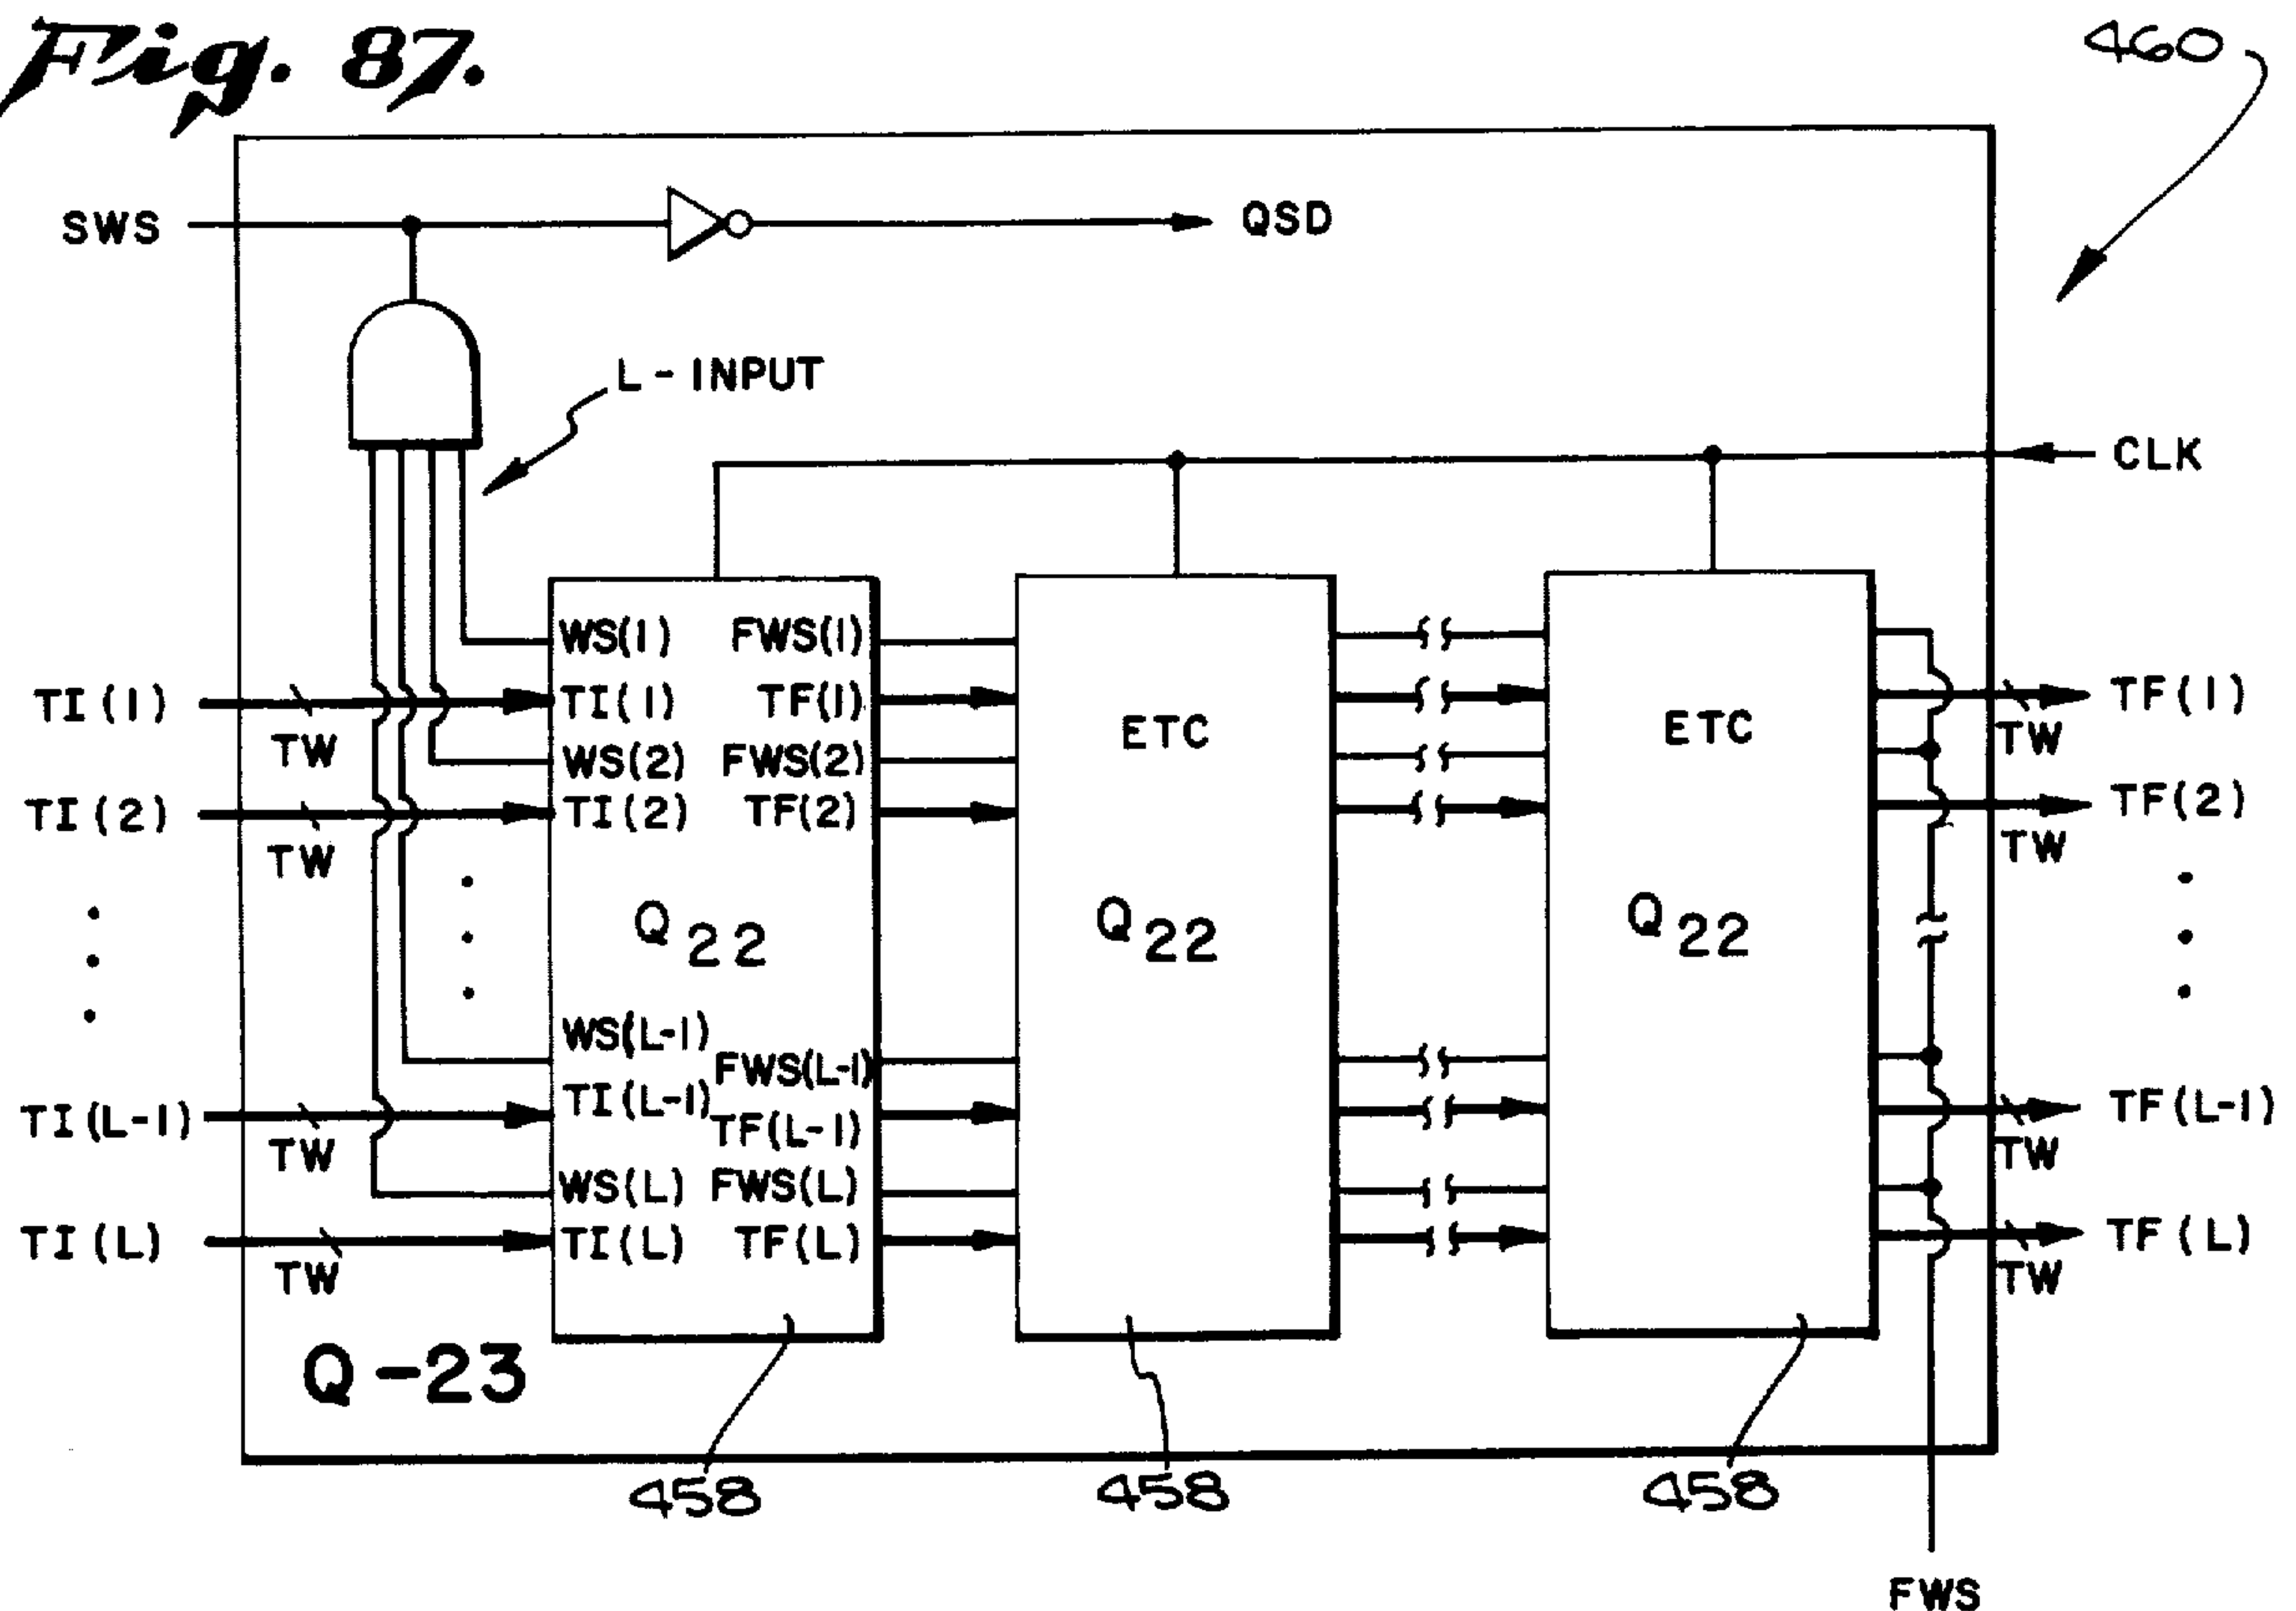 Fig. 87.
460
SWS
QSD
L-INPUT
CLK
WS(1) FWS(1)
TI(1)
TI(1) TF(1)
TF(1)
TW
ETC
ETC
TW
WS(2) FWS(2)
TI(2)
TI(2) TF(2)
TF(2)
TW
TW
Q22
Q22
Q22
WS(L-1)
FWS(L-1)
TI(L-1)
TI(L-1)
TF(L-1)
TF(L-1)
TW
TW
WS(L) FWS(L)
TI(L)
TI(L) TF(L)
TF(L)
TW
TW
Q-23
458
458
458
FWS